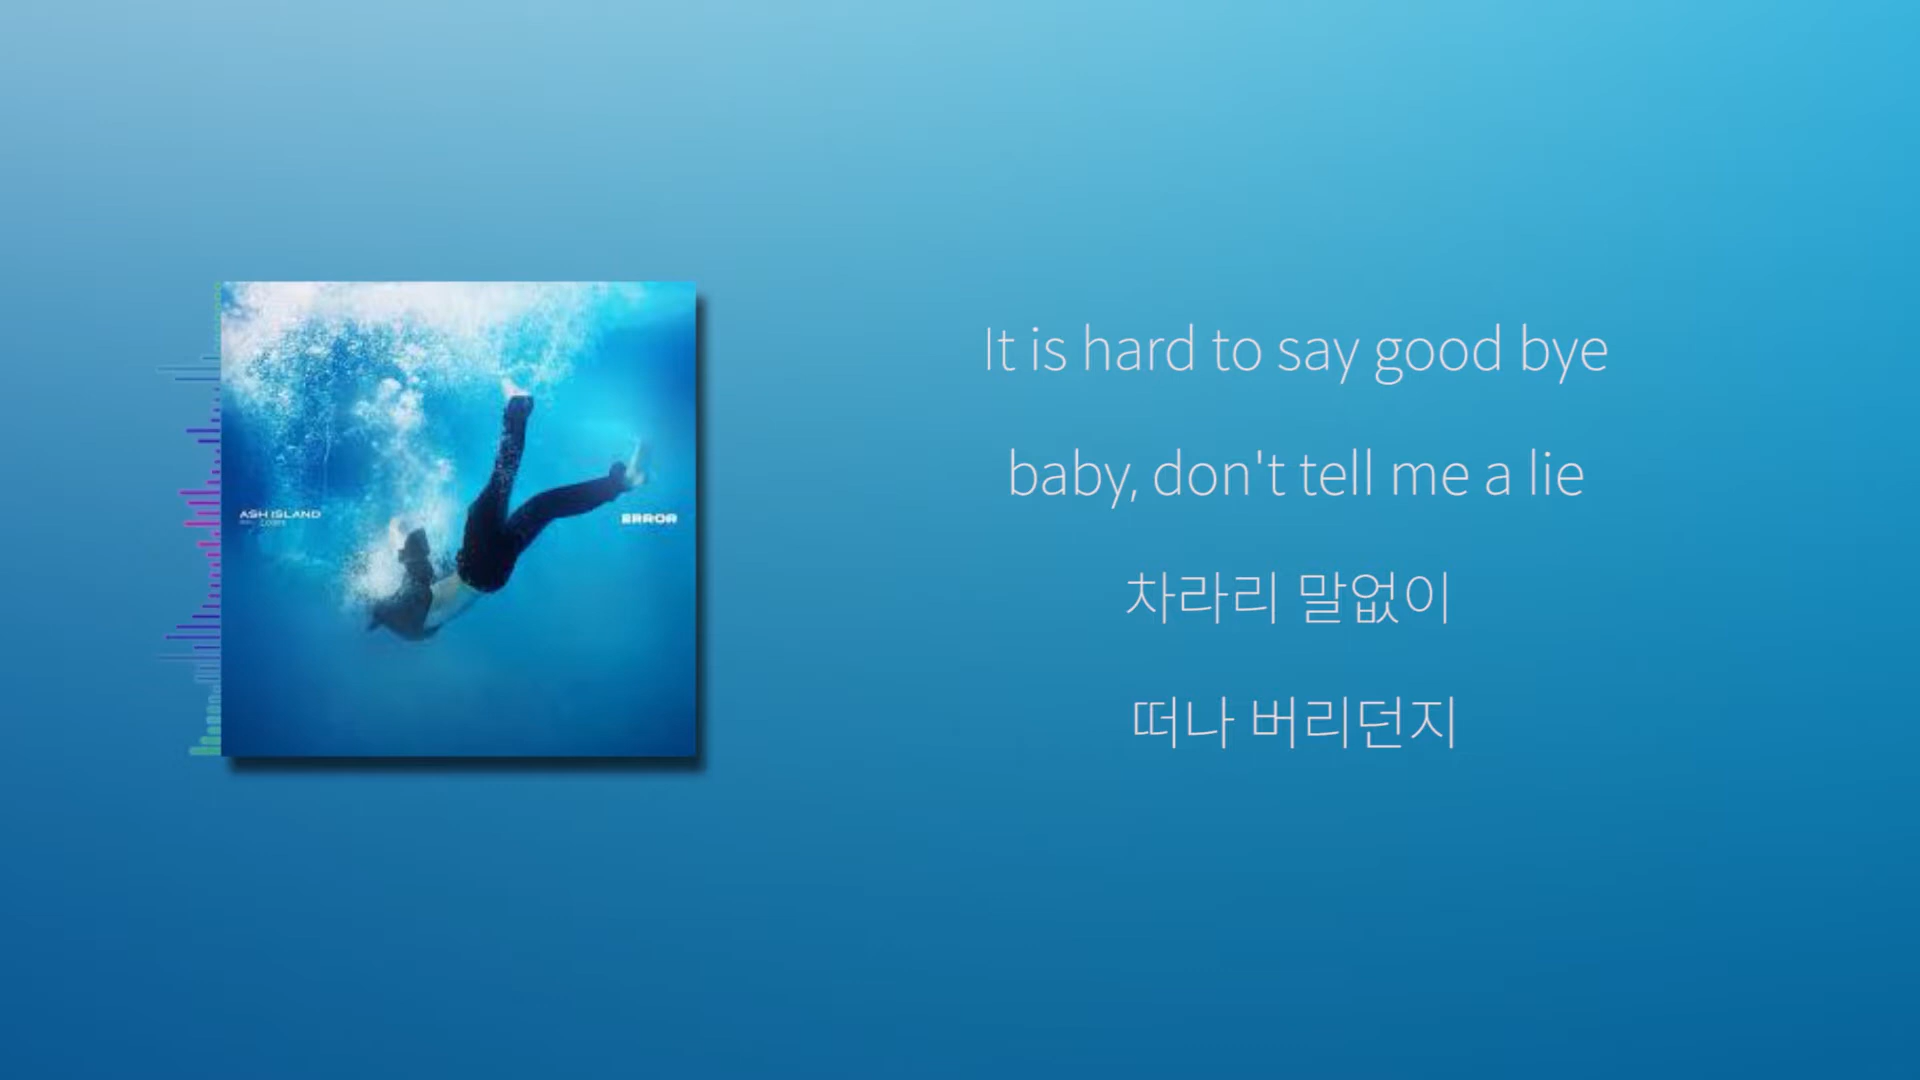 ASH ISLAND
ERROR
It is hard to say good bye
baby, don't tell me a lie
차라리 말없이
떠나 버리던지